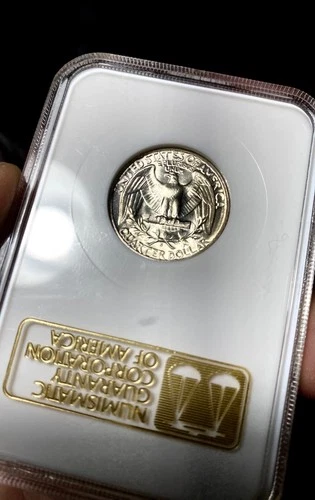 UNITED STATES OF AMERICA
QUARTER DOLLAR
NUMISMATIC
GUARANTY
CORPORATION
OF AMERICA